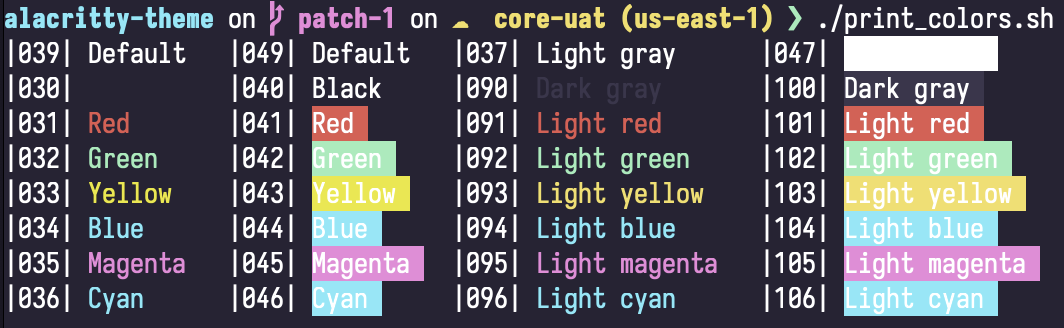 alacritty-theme on patch-1 on ☁ core-uat (us-east-1) ❯ ./print_colors.sh
|039| Default |049| Default |037| Light gray |047|
|030| |040| Black |090| Dark gray |100| Dark gray
|031| Red |041| Red |091| Light red |101| Light red
|032| Green |042| Green |092| Light green |102| Light green
|033| Yellow |043| Yellow |093| Light yellow |103| Light yellow
|034| Blue |044| Blue |094| Light blue |104| Light blue
|035| Magenta |045| Magenta |095| Light magenta |105| Light magenta
|036| Cyan |046| Cyan |096| Light cyan |106| Light cyan